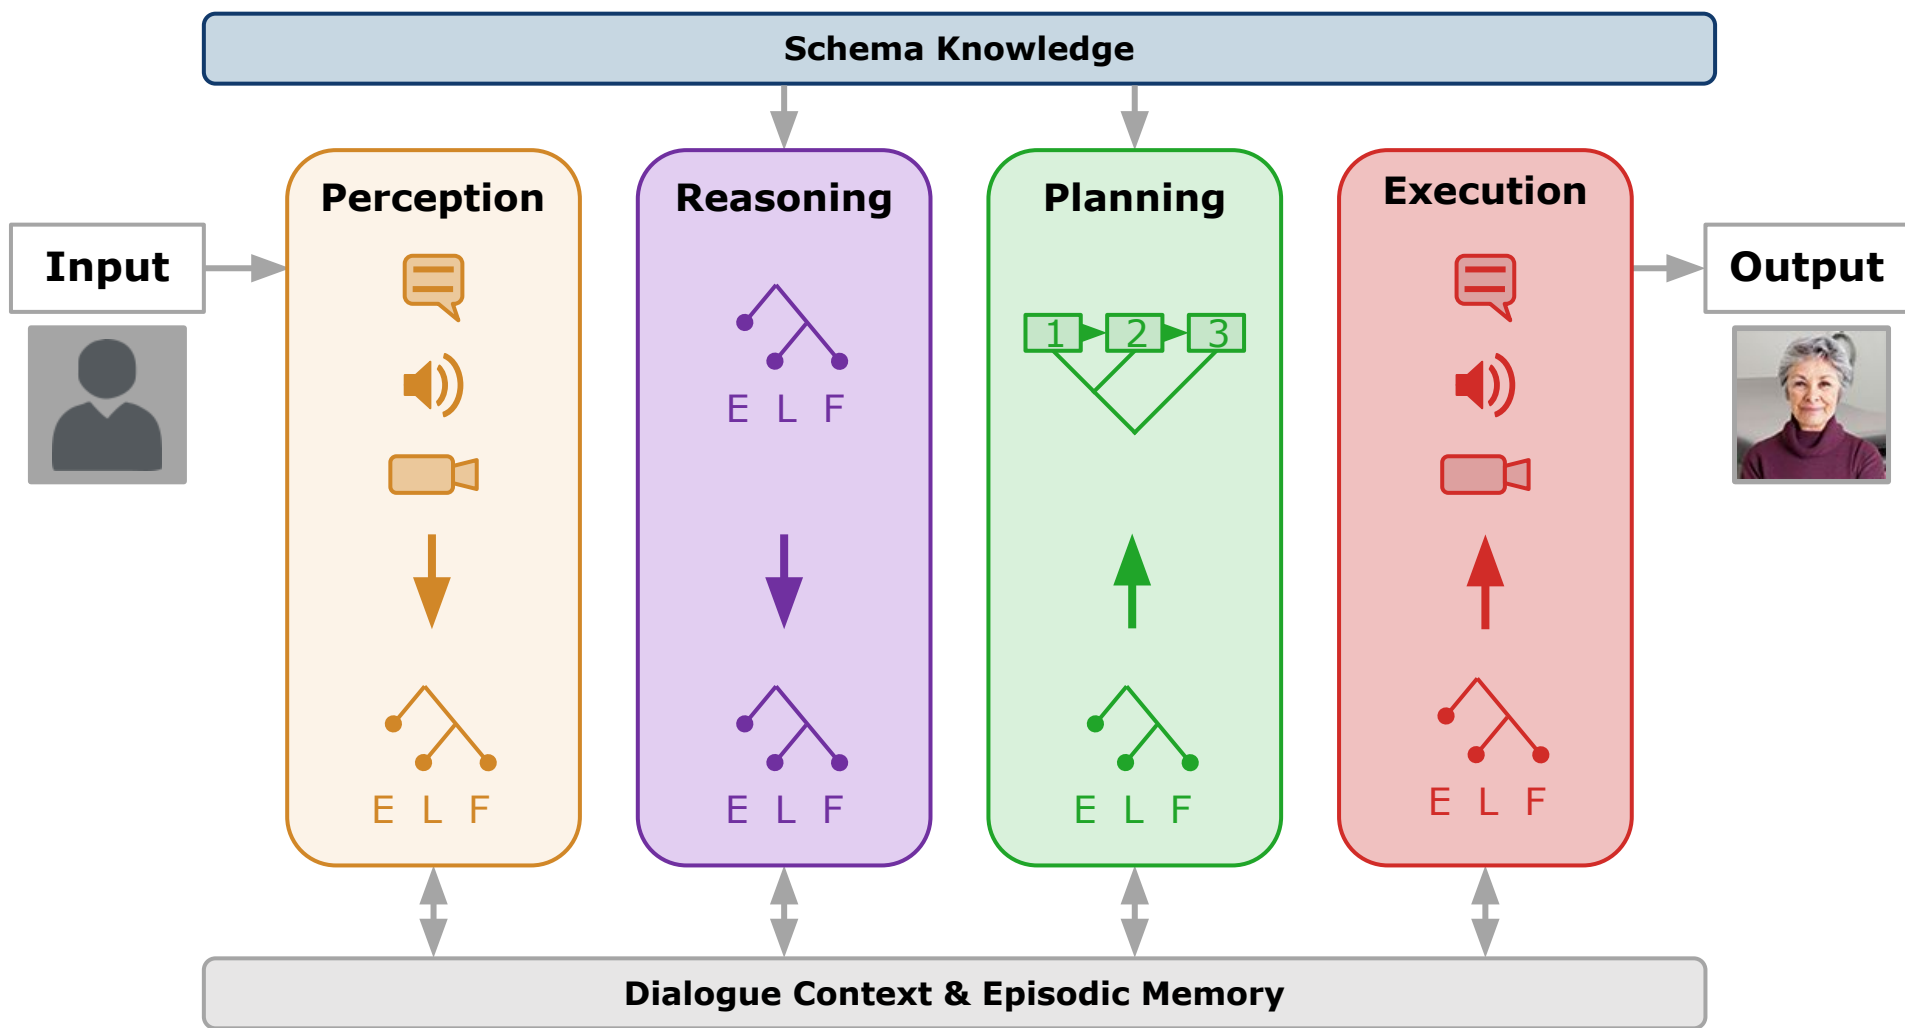 Schema Knowledge
Input
Perception
E L F
Reasoning
E L F
E L F
Planning
1 2 3
E L F
Execution
E L F
Output
Dialogue Context & Episodic Memory